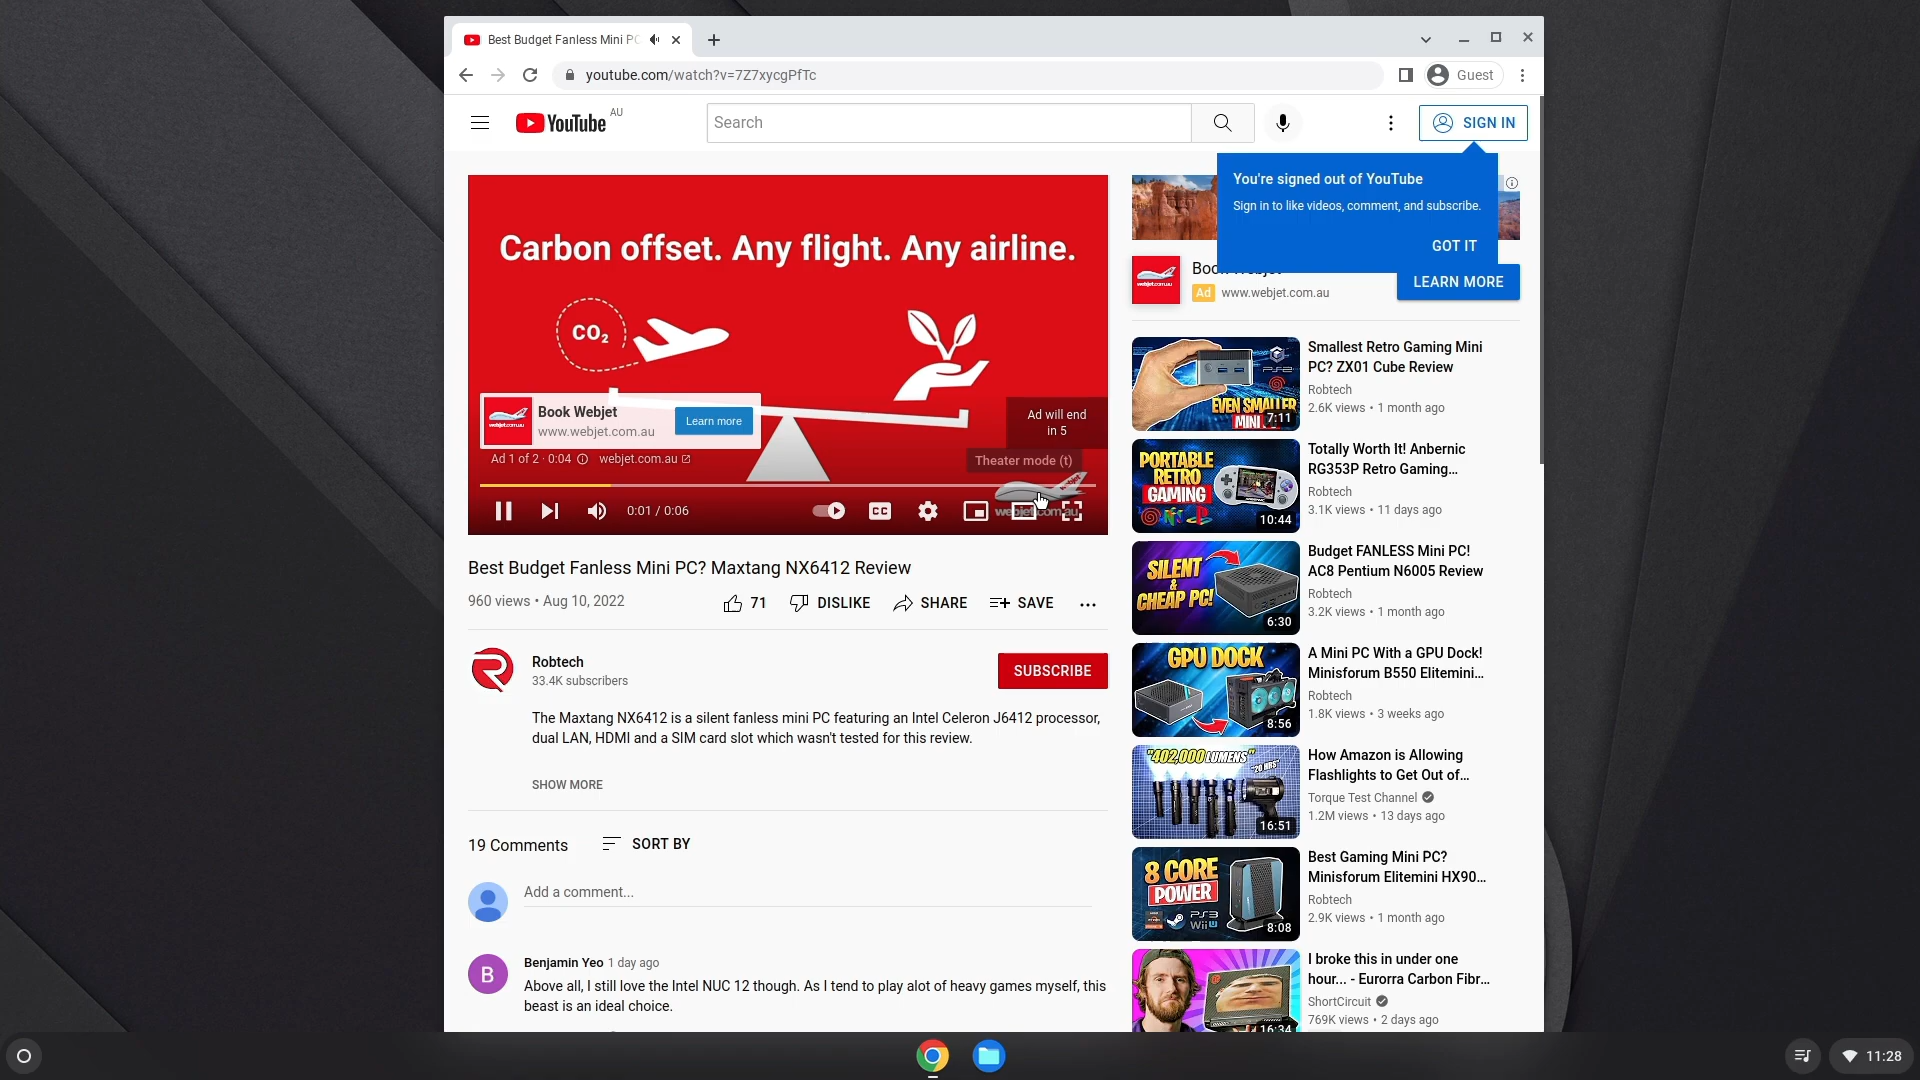 Best Budget Fanless Mini PC
youtube.com/watch?v=7Z7xycgPfTc
Guest
YouTube AU
Search
SIGN IN
You're signed out of YouTube
Sign in to like videos, comment, and subscribe.
GOT IT
Carbon offset. Any flight. Any airline.
CO₂
Book Webjet
www.webjet.com.au
Learn more
Ad will end
in 5
Ad 1 of 2 · 0:04
webjet.com.au
Theater mode (t)
0:01 / 0:06
CC
Ad www.webjet.com.au
LEARN MORE
Best Budget Fanless Mini PC? Maxtang NX6412 Review
960 views • Aug 10, 2022
71
DISLIKE
SHARE
SAVE
Robtech
33.4K subscribers
SUBSCRIBE
The Maxtang NX6412 is a silent fanless mini PC featuring an Intel Celeron J6412 processor,
dual LAN, HDMI and a SIM card slot which wasn't tested for this review.
SHOW MORE
19 Comments
SORT BY
Add a comment...
B
Benjamin Yeo 1 day ago
Above all, I still love the Intel NUC 12 though. As I tend to play alot of heavy games myself, this
beast is an ideal choice.
EVEN SMALLER
MINI
7:11
Smallest Retro Gaming Mini
PC? ZX01 Cube Review
Robtech
2.6K views • 1 month ago
PORTABLE
RETRO
GAMING
10:44
Totally Worth It! Anbernic
RG353P Retro Gaming...
Robtech
3.1K views • 11 days ago
SILENT
&
CHEAP PC!
6:30
Budget FANLESS Mini PC!
AC8 Pentium N6005 Review
Robtech
3.2K views • 1 month ago
GPU DOCK
8:56
A Mini PC With a GPU Dock!
Minisforum B550 Elitemini...
Robtech
1.8K views • 3 weeks ago
"402,000 LUMENS"
"20 HRS"
16:51
How Amazon is Allowing
Flashlights to Get Out of...
Torque Test Channel
1.2M views • 13 days ago
8 CORE
POWER
PS3
Wii U
8:08
Best Gaming Mini PC?
Minisforum Elitemini HX90...
Robtech
2.9K views • 1 month ago
16:34
I broke this in under one
hour... - Eurorra Carbon Fibr...
ShortCircuit
769K views • 2 days ago
11:28